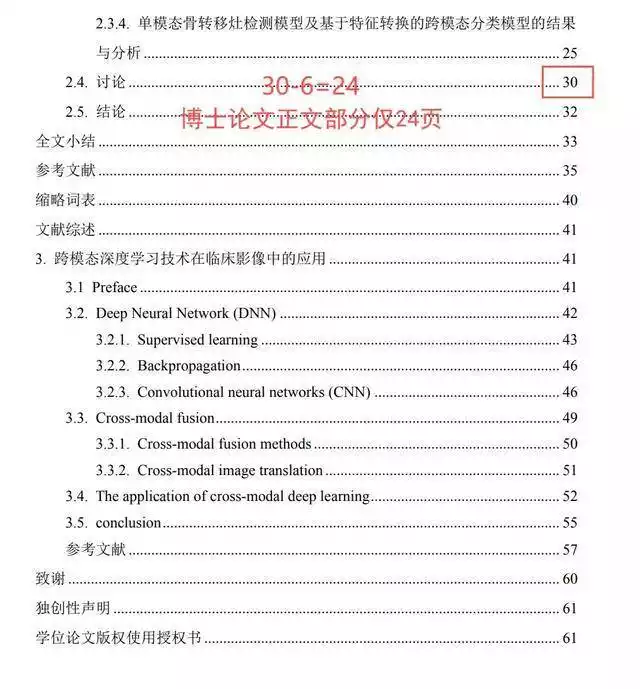 2.3.4. 单模态骨转移灶检测模型及基于特征转换的跨模态分类模型的结果
与分析........25
2.4. 讨论........30
30-6=24
2.5. 结论........32
博士论文正文部分仅24页
全文小结........33
参考文献........35
缩略词表........40
文献综述........41
3. 跨模态深度学习技术在临床影像中的应用........41
3.1 Preface........41
3.2. Deep Neural Network (DNN)........42
3.2.1. Supervised learning........43
3.2.2. Backpropagation........46
3.2.3. Convolutional neural networks (CNN)........46
3.3. Cross-modal fusion........49
3.3.1. Cross-modal fusion methods........50
3.3.2. Cross-modal image translation........51
3.4. The application of cross-modal deep learning........52
3.5. conclusion........55
参考文献........57
致谢........60
独创性声明........61
学位论文版权使用授权书........61